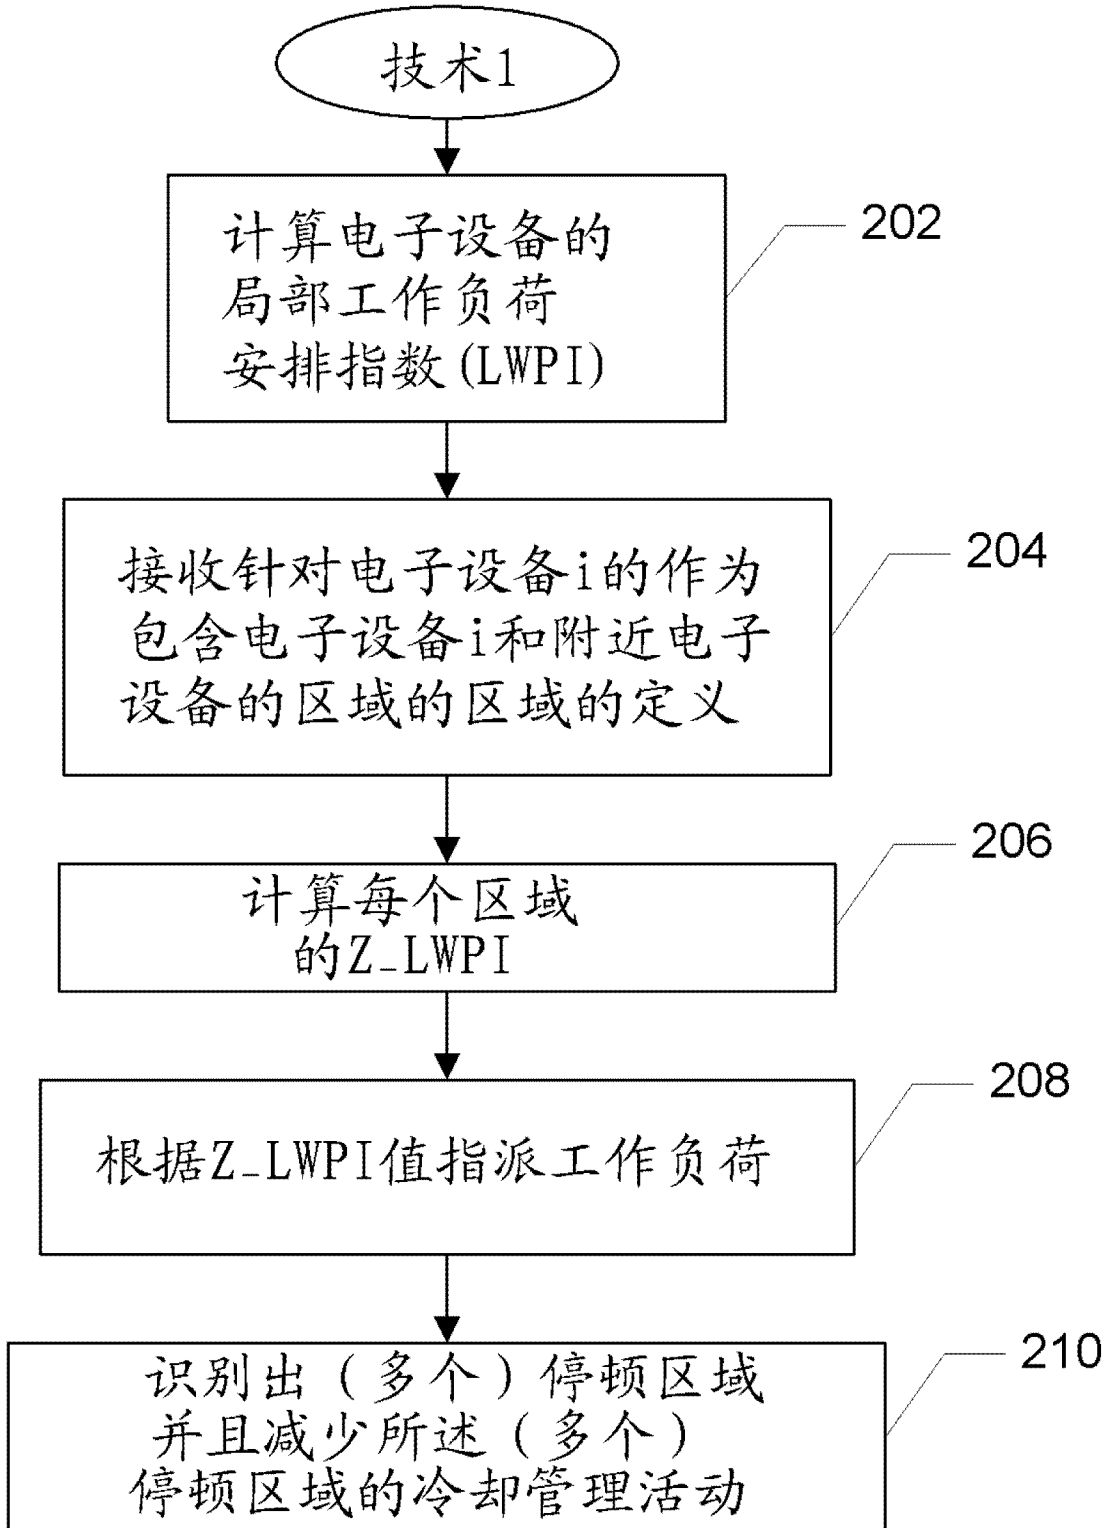 技术1
计算电子设备的
局部工作负荷
安排指数(LWPI)
202
接收针对电子设备i的作为
包含电子设备i和附近电子
设备的区域的区域的定义
204
计算每个区域
的Z_LWPI
206
根据Z_LWPI值指派工作负荷
208
识别出（多个）停顿区域
并且减少所述（多个）
停顿区域的冷却管理活动
210